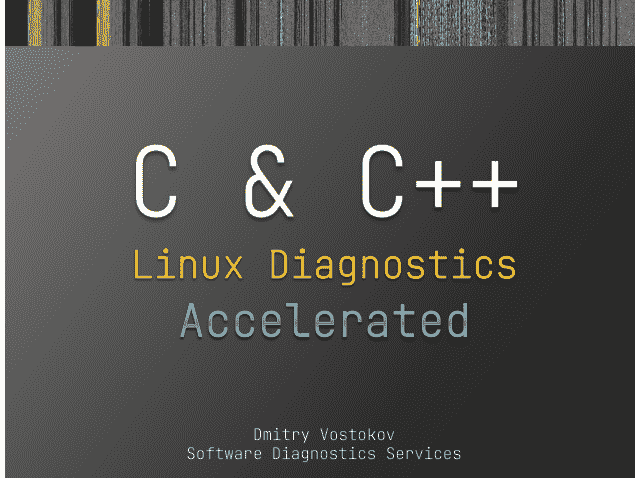 C & C++
Linux Diagnostics
Accelerated
Dmitry Vostokov
Software Diagnostics Services